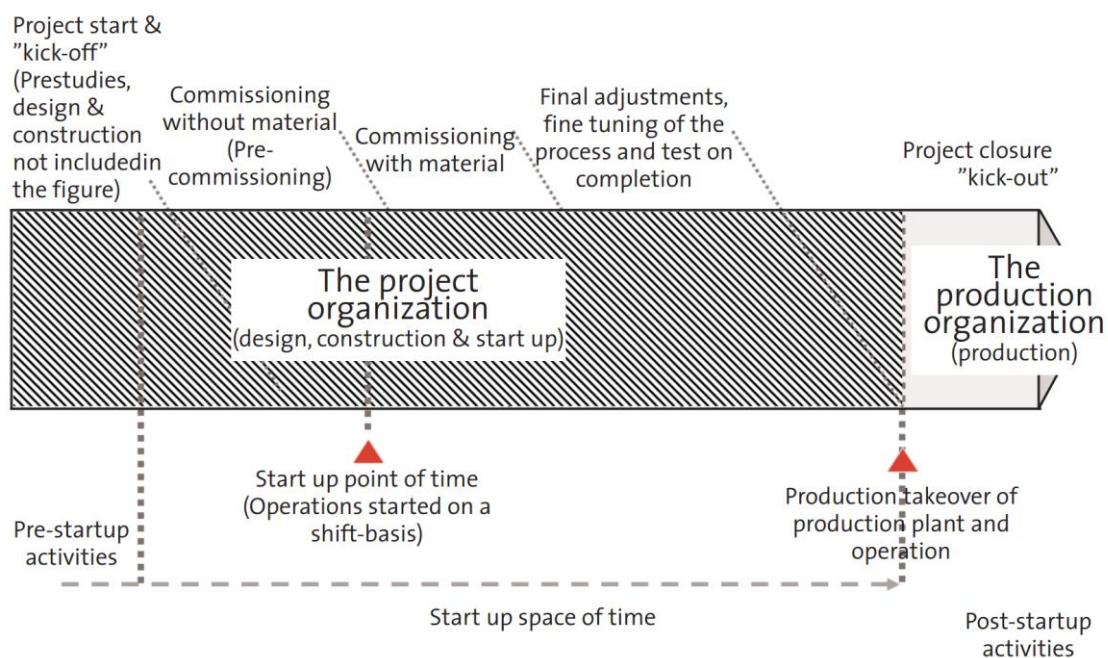 Project start &
"kick-off"
(Prestudies,
design &
construction
not includedin
the figure)
Commissioning
without material
(Pre-
commissioning)
Commissioning
with material
Final adjustments,
fine tuning of the
process and test on
completion
Project closure
"kick-out"
The project
organization
(design, construction & start up)
The
production
organization
(production)
Start up point of time
(Operations started on a
shift-basis)
Production takeover of
production plant and
operation
Pre-startup
activities
Start up space of time
Post-startup
activities